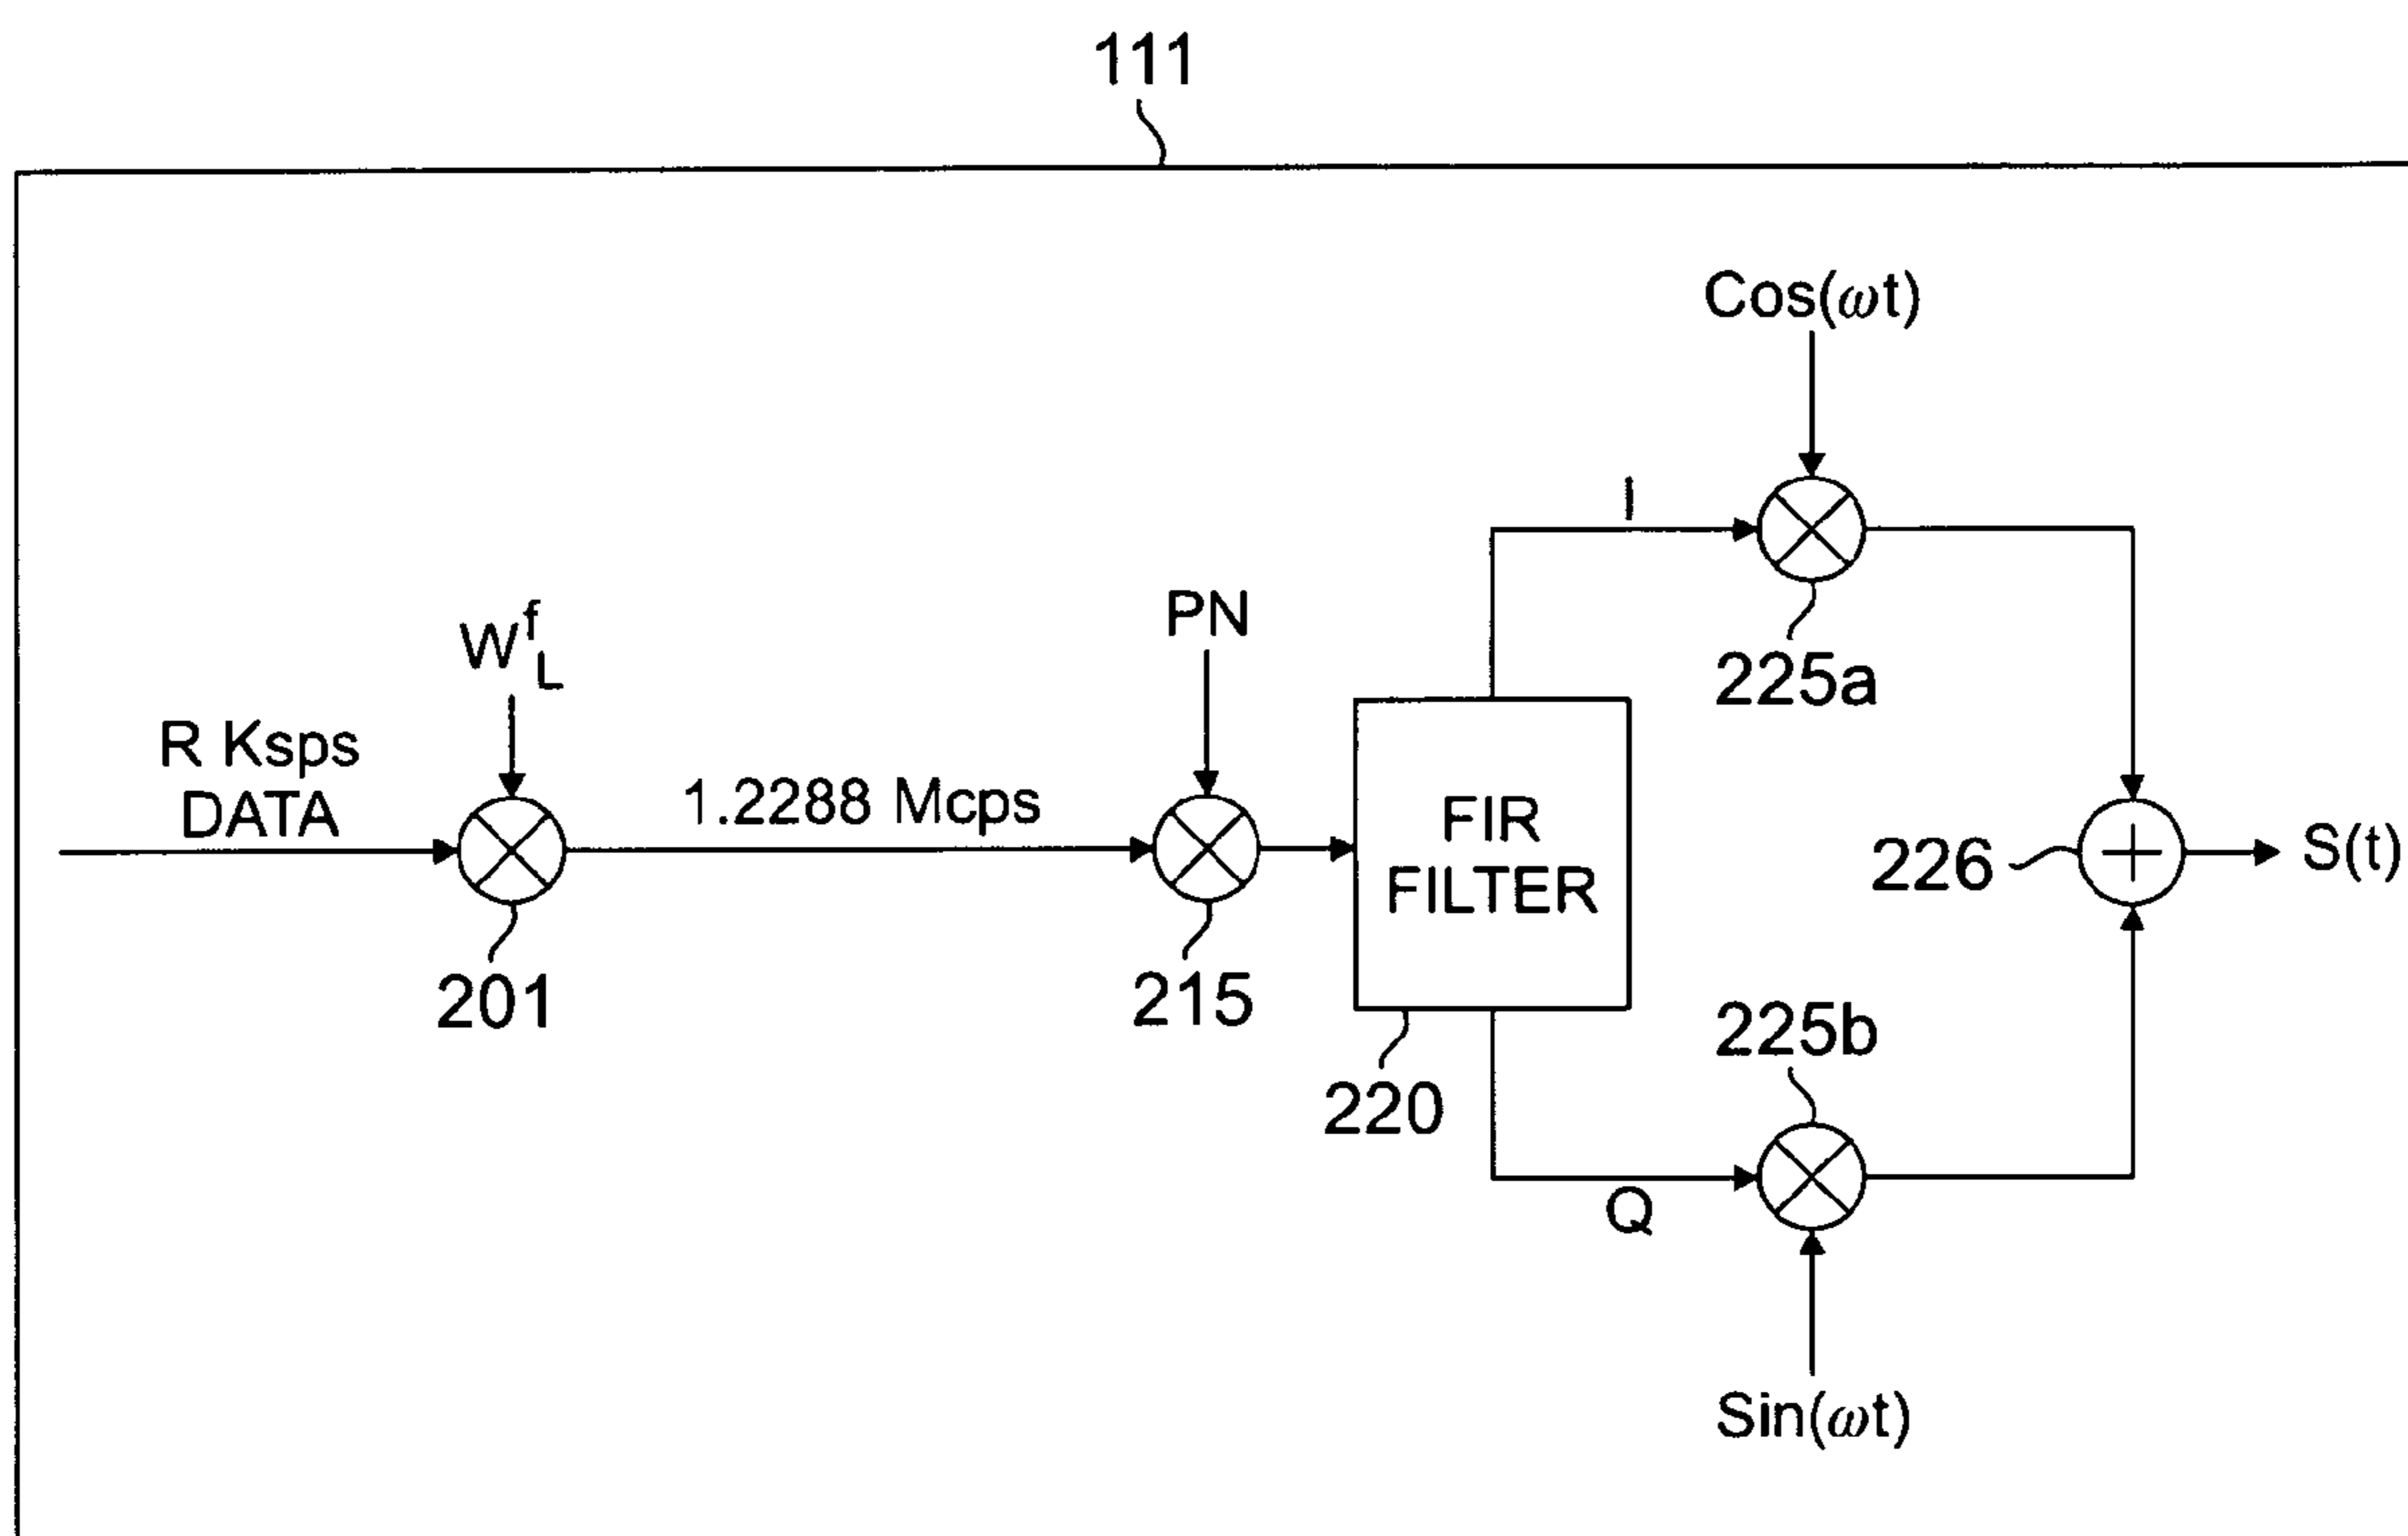 111
Cos(ωt)
I
225a
PN
W^f_L
R Ksps
DATA
1.2288 Mcps
FIR
FILTER
226
S(t)
201
215
220
225b
Q
Sin(ωt)